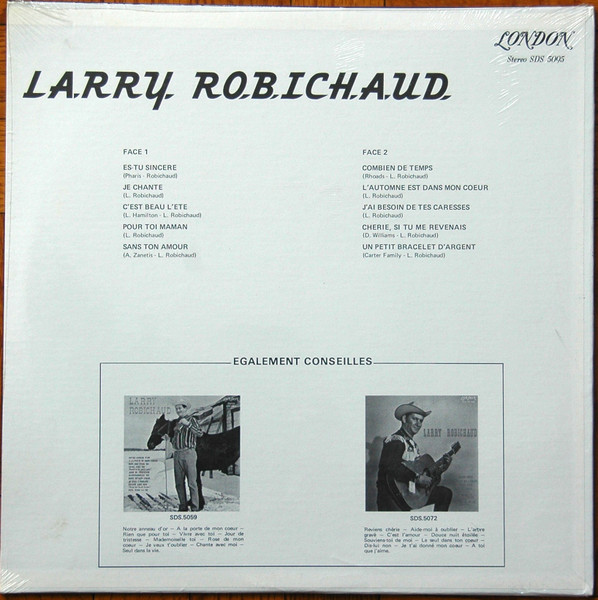 LONDON
Stereo SDS 5095
LARRY ROBICHAUD
FACE 1
ES-TU SINCERE
(Pharis - Robichaud)
JE CHANTE
(L. Robichaud)
C'EST BEAU L'ETE
(L. Hamilton - L. Robichaud)
POUR TOI MAMAN
(L. Robichaud)
SANS TON AMOUR
(A. Zanetis - L. Robichaud)
FACE 2
COMBIEN DE TEMPS
(Rhoads - L. Robichaud)
L'AUTOMNE EST DANS MON COEUR
(L. Robichaud)
J'AI BESOIN DE TES CARESSES
(L. Robichaud)
CHERIE, SI TU ME REVENAIS
(D. Williams - L. Robichaud)
UN PETIT BRACELET D'ARGENT
(Carter Family - L. Robichaud)
EGALEMENT CONSEILLES
LARRY
ROBICHAUD
SDS.5059
Notre anneau d'or – A la porte de mon coeur –
Rien que pour toi – Vivre avec toi – Jour de
tristesse – Mademoiselle toi – Rose de mon
coeur – Je veux t'oublier – Chante avec moi –
Seul dans la vie.
LARRY ROBICHAUD
SDS.5072
Reviens chérie – Aide-moi à oublier – L'arbre
gravé – C'est l'amour – Douce nuit étoilée –
Souviens-toi de moi – Le seul dans ton coeur –
Dis-lui non – Je t'ai donné mon coeur – A toi
que j'aime.